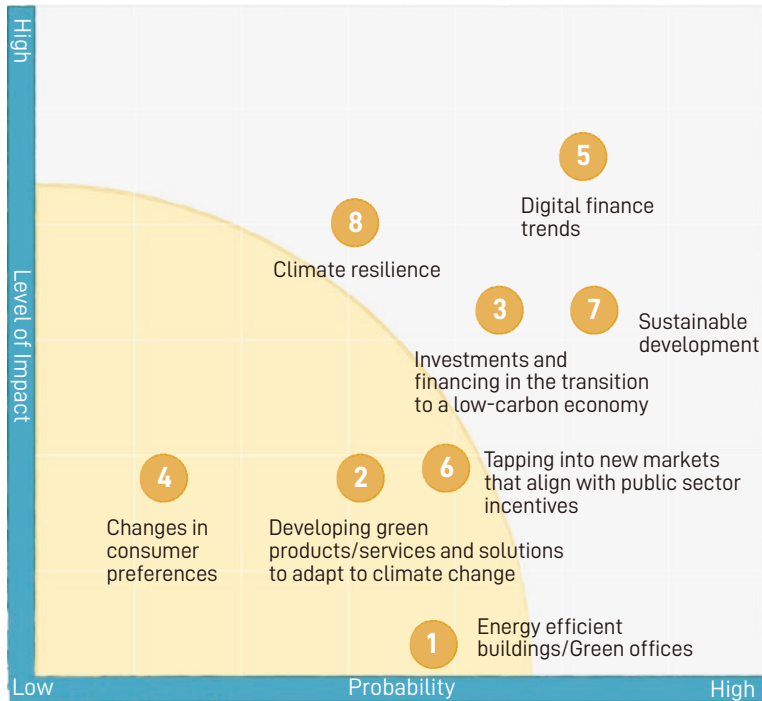 High
Level of Impact
5
Digital finance
trends
8
Climate resilience
3
7
Sustainable
development
Investments and
financing in the transition
to a low-carbon economy
4
Changes in
consumer
preferences
2
Developing green
products/services and solutions
to adapt to climate change
6
Tapping into new markets
that align with public sector
incentives
1
Energy efficient
buildings/Green offices
Low
Probability
High